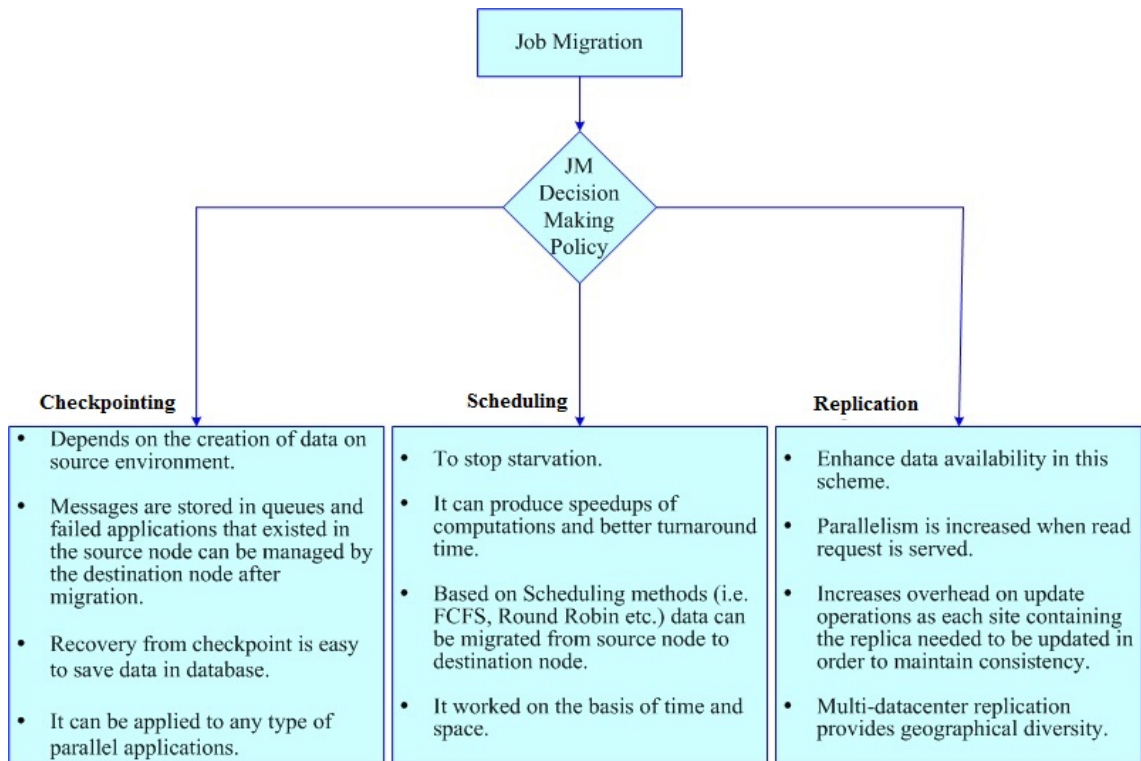 Job Migration
JM
Decision
Making
Policy
Checkpointing
• Depends on the creation of data on
source environment.
• Messages are stored in queues and
failed applications that existed in
the source node can be managed by
the destination node after
migration.
• Recovery from checkpoint is easy
to save data in database.
• It can be applied to any type of
parallel applications.
Scheduling
• To stop starvation.
• It can produce speedups of
computations and better turnaround
time.
• Based on Scheduling methods (i.e.
FCFS, Round Robin etc.) data can
be migrated from source node to
destination node.
• It worked on the basis of time and
space.
Replication
• Enhance data availability in this
scheme.
• Parallelism is increased when read
request is served.
• Increases overhead on update
operations as each site containing
the replica needed to be updated in
order to maintain consistency.
• Multi-datacenter replication
provides geographical diversity.